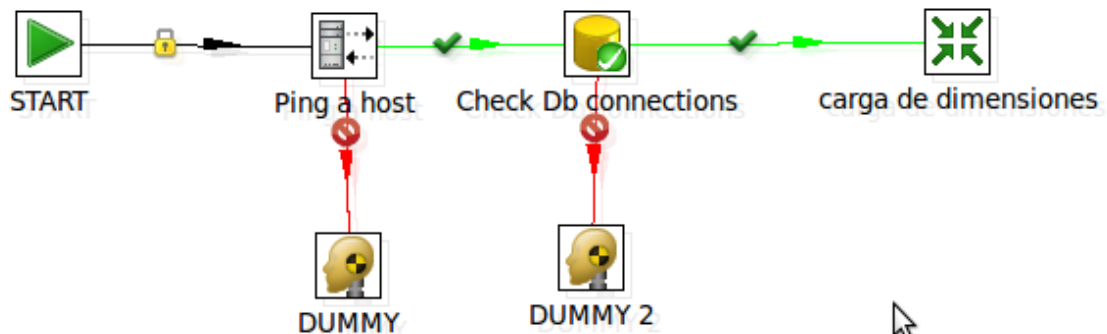 START
Ping a host
Check Db connections
carga de dimensiones
DUMMY
DUMMY 2